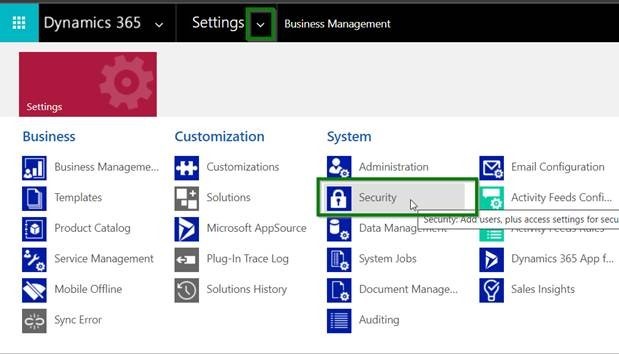 Dynamics 365 Settings Business Management
Settings
Business
Business Manageme...
Templates
Product Catalog
Service Management
Mobile Offline
Sync Error
Customization
Customizations
Solutions
Microsoft AppSource
Plug-In Trace Log
Solutions History
System
Administration
Security
Data Management
System Jobs
Document Manage...
Auditing
Email Configuration
Activity Feeds Confi...
Security: Add users, plus access settings for secu
Activity Feeds Rules
Dynamics 365 App f...
Sales Insights